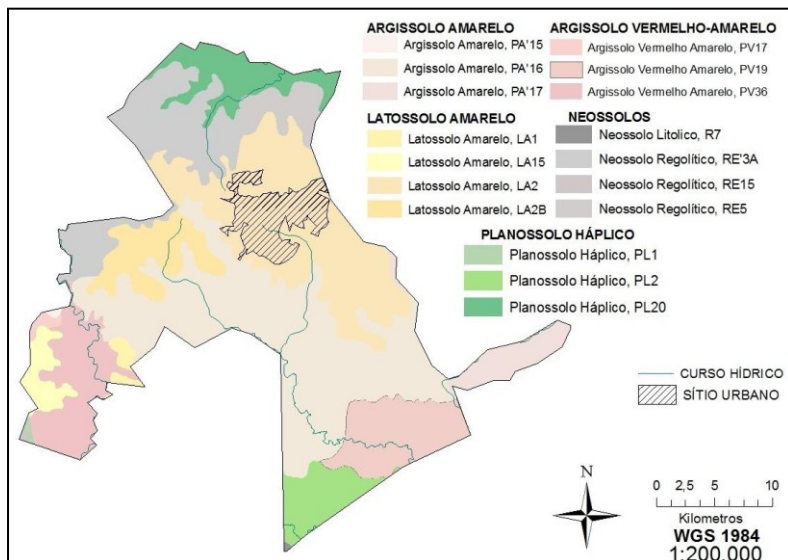 ARGISSOLO AMARELO
Argissolo Amarelo, PA'15
Argissolo Amarelo, PA'16
Argissolo Amarelo, PA'17
ARGISSOLO VERMELHO-AMARELO
Argissolo Vermelho Amarelo, PV17
Argissolo Vermelho Amarelo, PV19
Argissolo Vermelho Amarelo, PV36
LATOSSOLO AMARELO
Latossolo Amarelo, LA1
Latossolo Amarelo, LA15
Latossolo Amarelo, LA2
Latossolo Amarelo, LA2B
NEOSSOLOS
Neossolo Litolico, R7
Neossolo Regolítico, RE'3A
Neossolo Regolítico, RE15
Neossolo Regolítico, RE5
PLANOSSOLO HÁPLICO
Planossolo Háplico, PL1
Planossolo Háplico, PL2
Planossolo Háplico, PL20
CURSO HÍDRICO
SÍTIO URBANO
N
0 2,5 5 10
Kilometros
WGS 1984
1:200.000